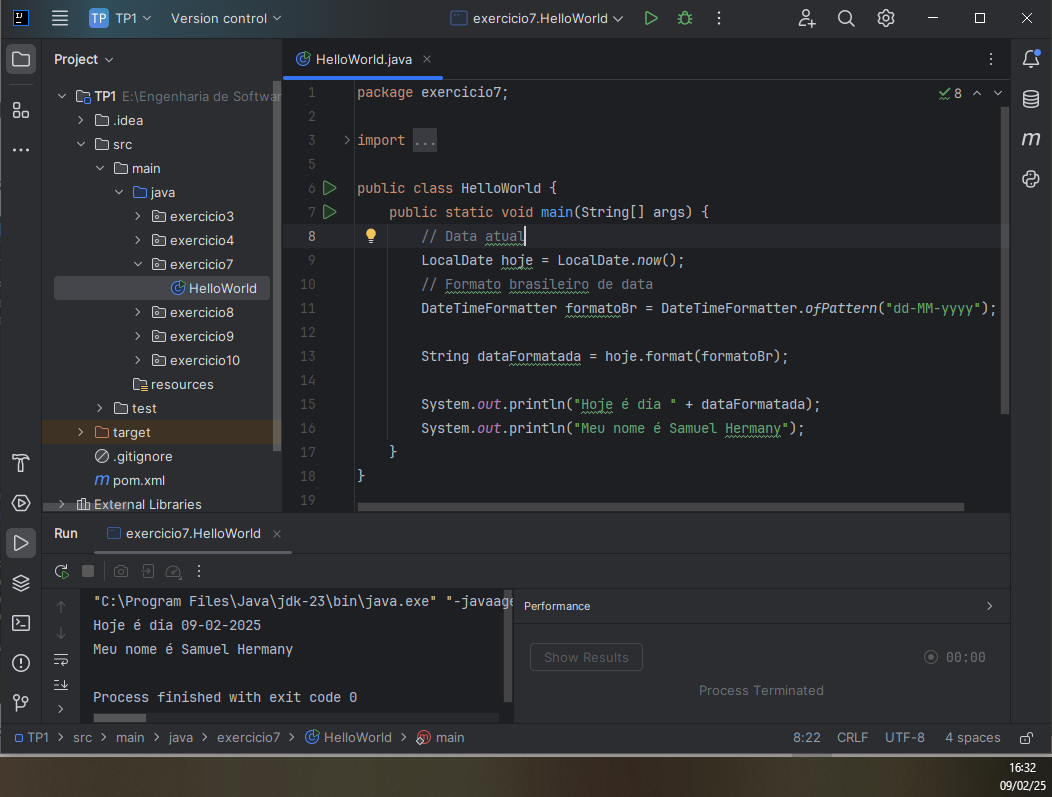 TP TP1 Version control exercicio7.HelloWorld
Project
HelloWorld.java
TP1 E:\Engenharia de Softwar
.idea
src
main
java
exercicio3
exercicio4
exercicio7
HelloWorld
exercicio8
exercicio9
exercicio10
resources
test
target
.gitignore
pom.xml
External Libraries
8
1 package exercicio7;
2
3 import ...
5
6 public class HelloWorld {
7 public static void main(String[] args) {
8 // Data atual
9 LocalDate hoje = LocalDate.now();
10 // Formato brasileiro de data
11 DateTimeFormatter formatoBr = DateTimeFormatter.ofPattern("dd-MM-yyyy");
12
13 String dataFormatada = hoje.format(formatoBr);
14
15 System.out.println("Hoje é dia " + dataFormatada);
16 System.out.println("Meu nome é Samuel Hermany");
17 }
18 }
19
m
Run exercicio7.HelloWorld
"C:\Program Files\Java\jdk-23\bin\java.exe" "-javaage
Hoje é dia 09-02-2025
Meu nome é Samuel Hermany
Process finished with exit code 0
Performance
Show Results 00:00
Process Terminated
TP1 > src > main > java > exercicio7 > HelloWorld > main 8:22 CRLF UTF-8 4 spaces
16:32
09/02/25